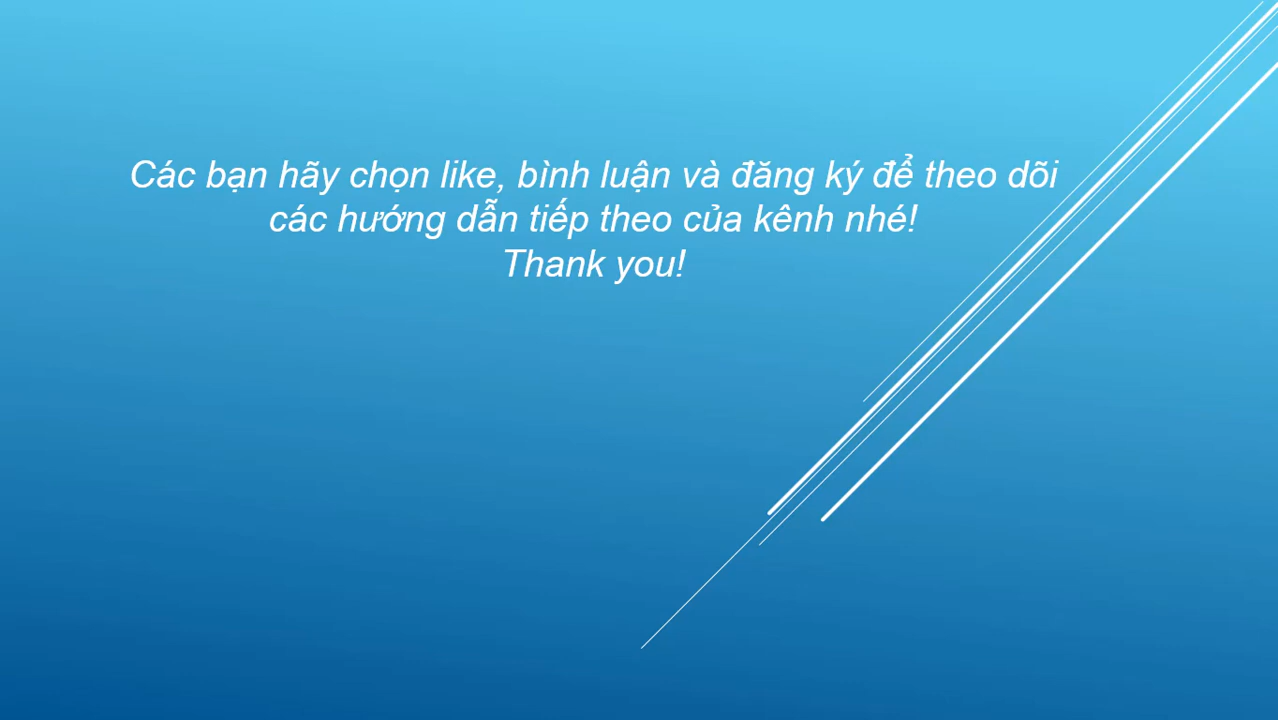 Các bạn hãy chọn like, bình luận và đăng ký để theo dõi
các hướng dẫn tiếp theo của kênh nhé!
Thank you!